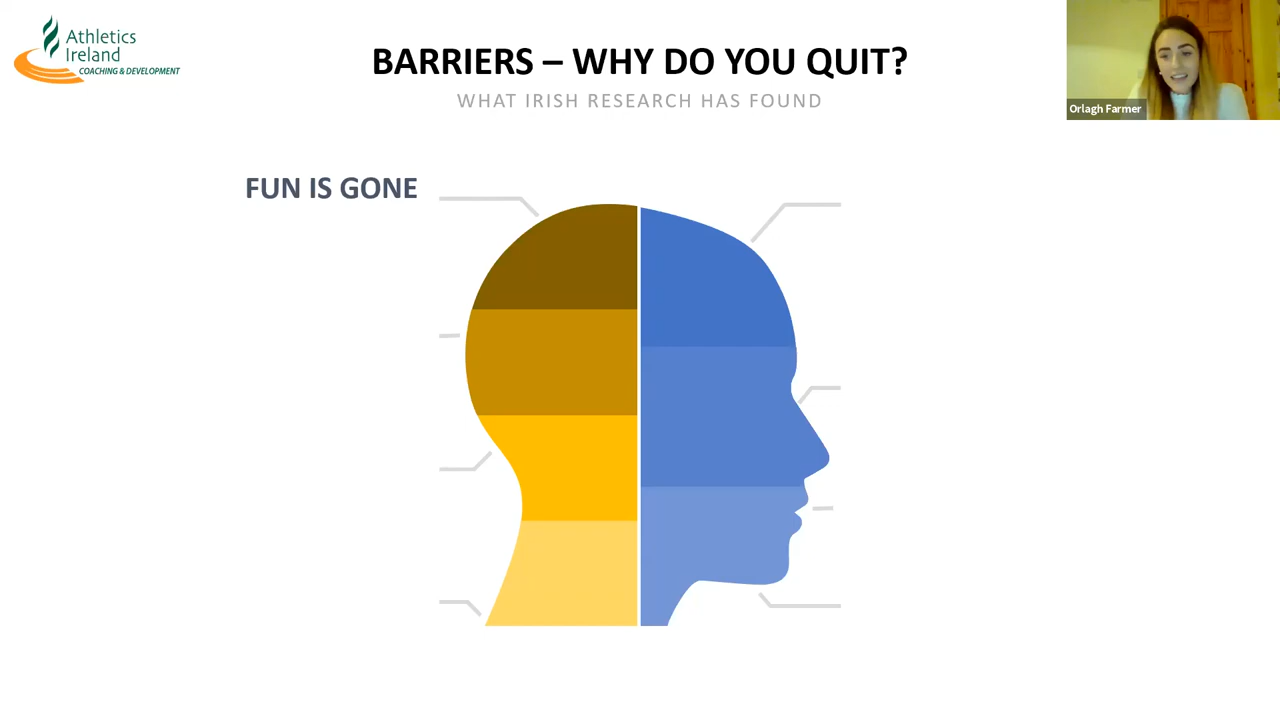 Athletics
Ireland
COACHING & DEVELOPMENT
BARRIERS – WHY DO YOU QUIT?
WHAT IRISH RESEARCH HAS FOUND
Orlagh Farmer
FUN IS GONE